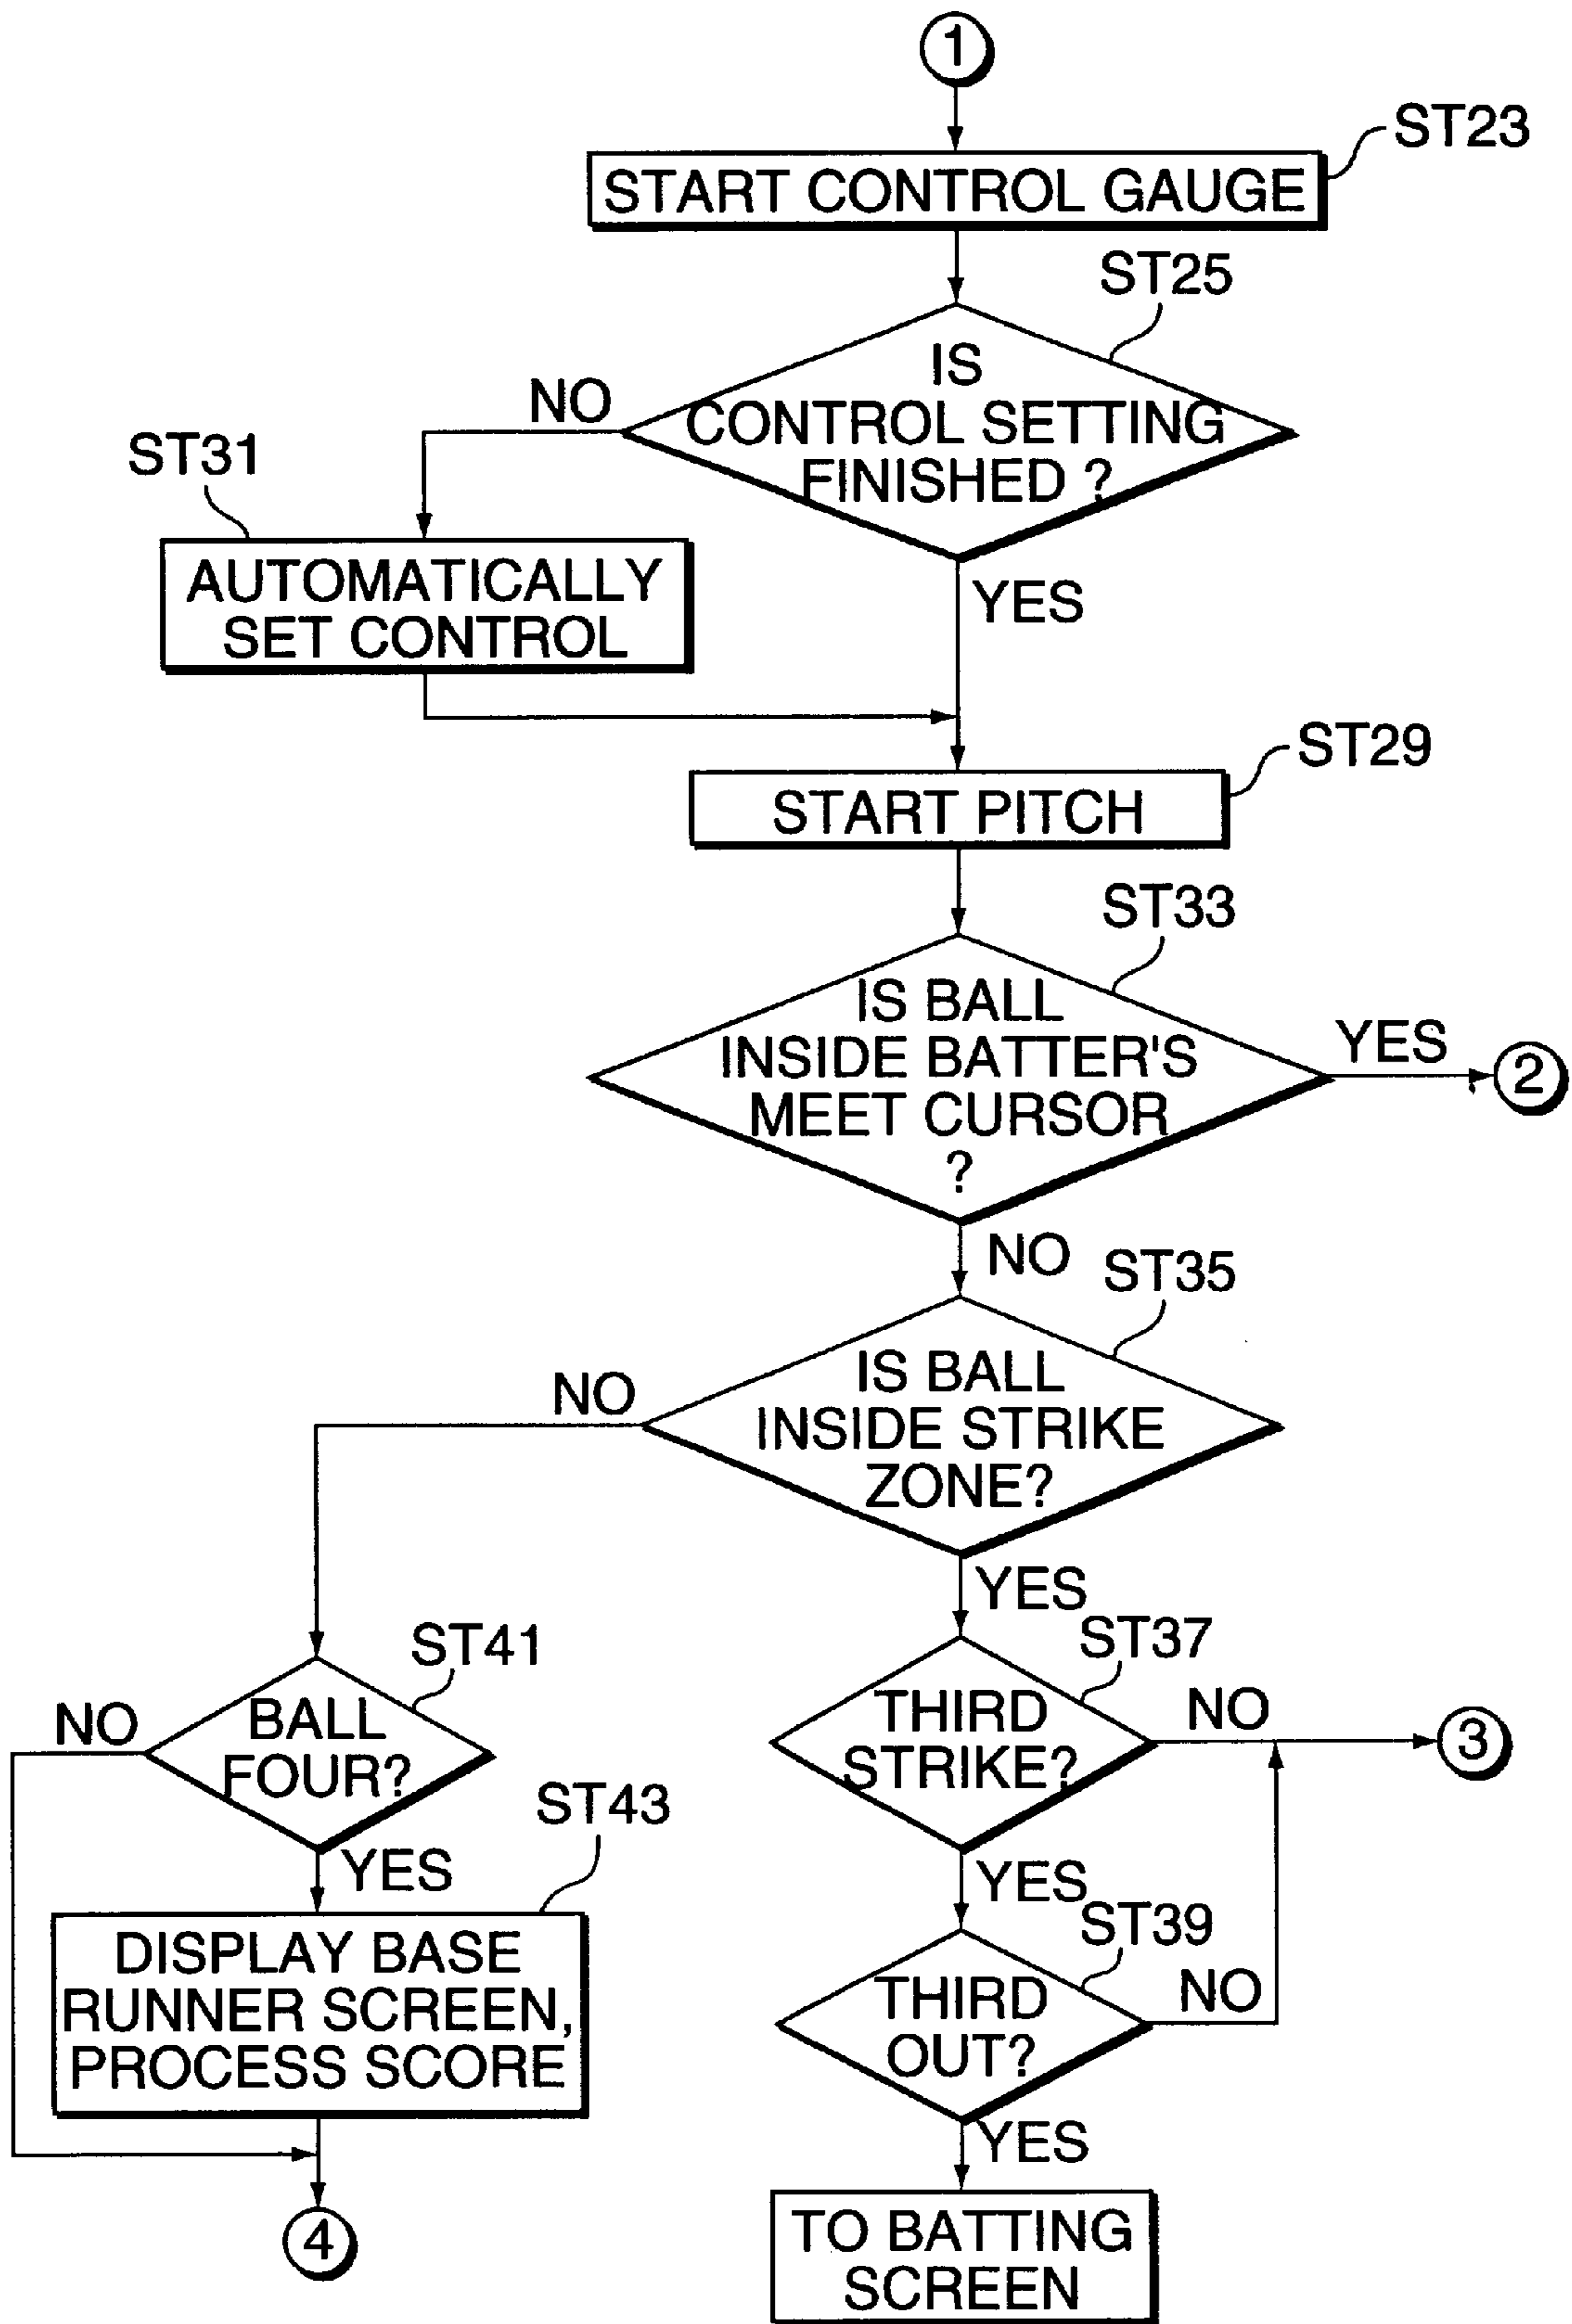 1
ST23
START CONTROL GAUGE
ST25
IS
CONTROL SETTING
FINISHED ?
NO
ST31
AUTOMATICALLY
SET CONTROL
YES
ST29
START PITCH
ST33
IS BALL
INSIDE BATTER'S
MEET CURSOR
?
YES
2
NO
ST35
IS BALL
INSIDE STRIKE
ZONE?
NO
YES
ST37
THIRD
STRIKE?
NO
3
ST41
BALL
FOUR?
NO
YES
ST43
DISPLAY BASE
RUNNER SCREEN,
PROCESS SCORE
4
YES
ST39
THIRD
OUT?
NO
YES
TO BATTING
SCREEN